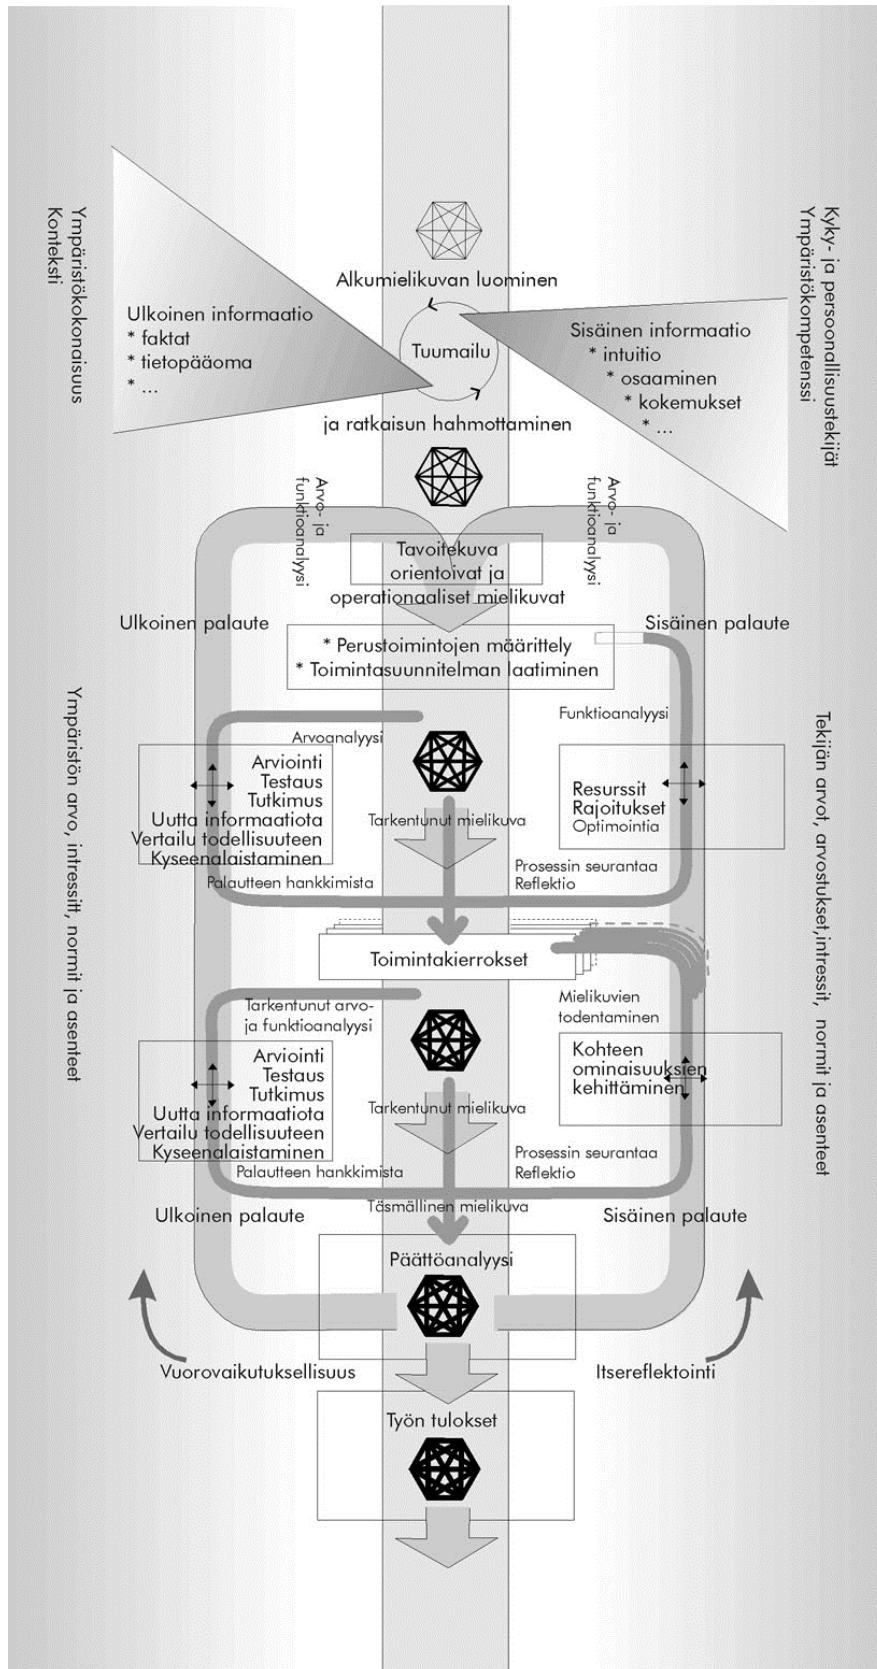 Ympäristökokonaisuus
Konteksti
Kyky- ja persoonallisuustekijät
Ympäristökompetenssi
Alkumielikuvan luominen
Ulkoinen informaatio
* faktat
* tietopääoma
* ...
Tuumailu
Sisäinen informaatio
* intuitio
* osaaminen
* kokemukset
* ...
ja ratkaisun hahmottaminen
Arvo- ja
funktioanalyysi
Arvo- ja
funktioanalyysi
Tavoitekuva
orientoivat ja
operationaaliset mielikuvat
Ulkoinen palaute
Sisäinen palaute
* Perustoimintojen määrittely
* Toimintasuunnitelman laatiminen
Ympäristön arvo, intressitt, normit ja asenteet
Tekijän arvot, arvostukset,intressit, normit ja asenteet
Arvoanalyysi
Funktioanalyysi
Arviointi
Testaus
Tutkimus
Uutta informaatiota
Vertailu todellisuuteen
Kyseenalaistaminen
Resurssit
Rajoitukset
Optimointia
Tarkentunut mielikuva
Palautteen hankkimista
Prosessin seurantaa
Reflektio
Toimintakierrokset
Tarkentunut arvo-
ja funktioanalyysi
Mielikuvien
todentaminen
Arviointi
Testaus
Tutkimus
Uutta informaatiota
Vertailu todellisuuteen
Kyseenalaistaminen
Kohteen
ominaisuuksien
kehittäminen
Tarkentunut mielikuva
Palautteen hankkimista
Prosessin seurantaa
Reflektio
Täsmällinen mielikuva
Ulkoinen palaute
Sisäinen palaute
Päättöanalyysi
Vuorovaikutuksellisuus
Itsereflektointi
Työn tulokset